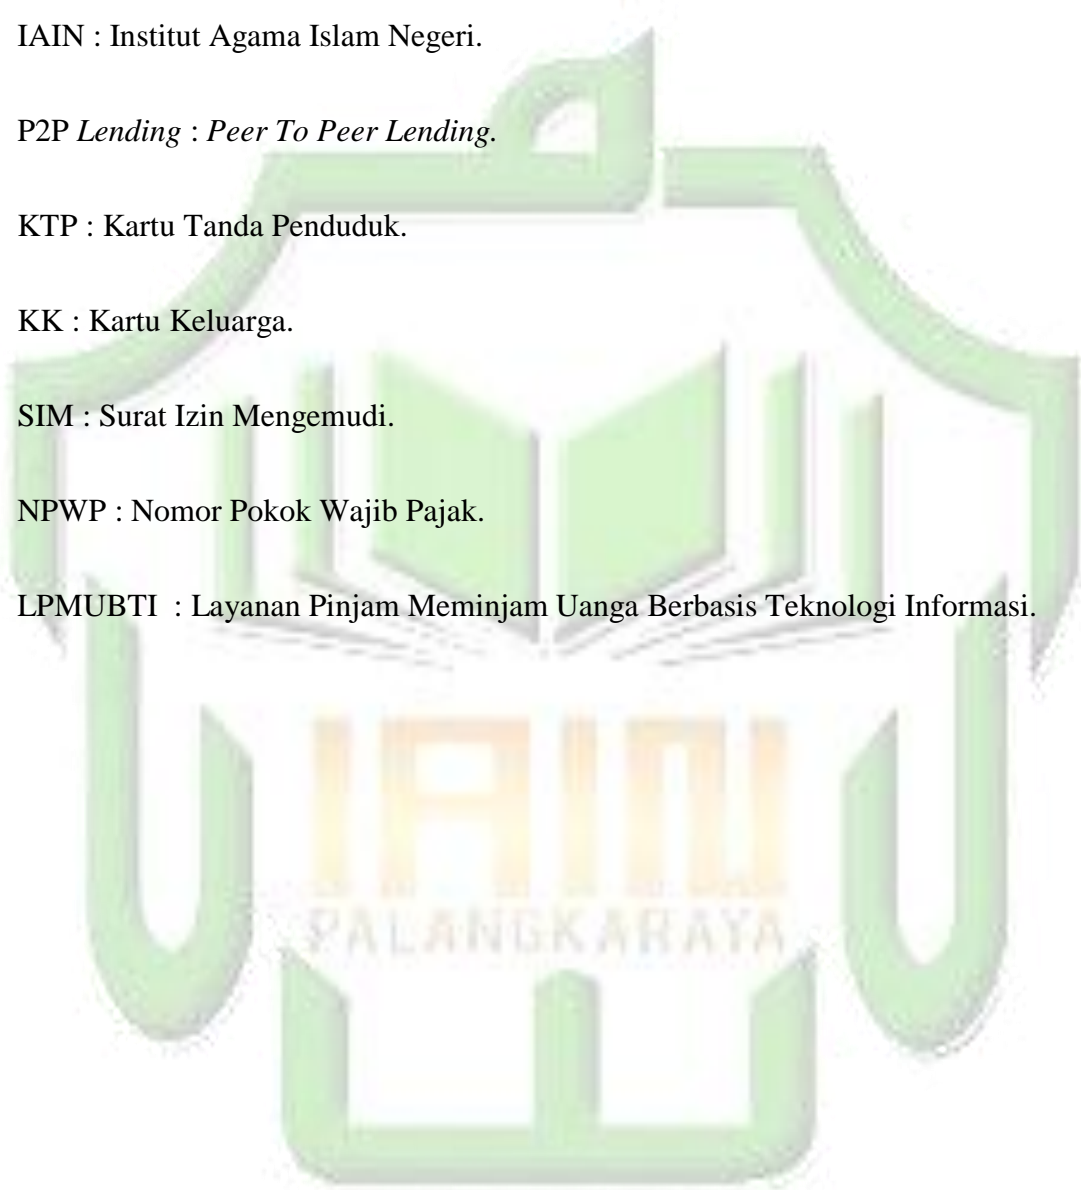 IAIN : Institut Agama Islam Negeri.
P2P Lending : Peer To Peer Lending.
KTP : Kartu Tanda Penduduk.
KK : Kartu Keluarga.
SIM : Surat Izin Mengemudi.
NPWP : Nomor Pokok Wajib Pajak.
LPMUBTI  : Layanan Pinjam Meminjam Uanga Berbasis Teknologi Informasi.
IAIN
PALANGKARAYA